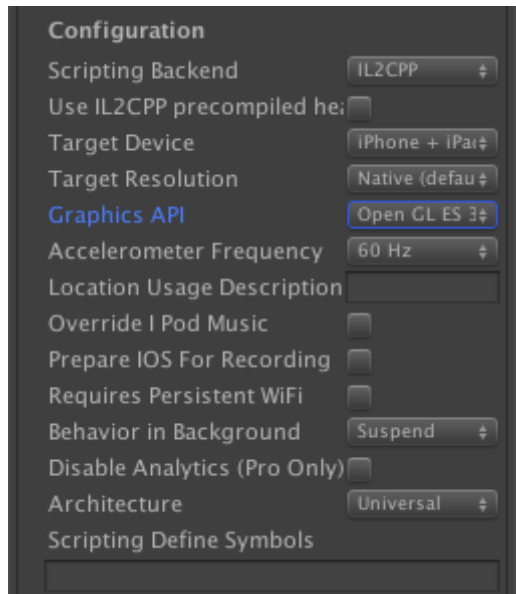 Configuration
Scripting Backend IL2CPP
Use IL2CPP precompiled hea
Target Device iPhone + iPad
Target Resolution Native (defau
Graphics API Open GL ES 3
Accelerometer Frequency 60 Hz
Location Usage Description
Override I Pod Music
Prepare IOS For Recording
Requires Persistent WiFi
Behavior in Background Suspend
Disable Analytics (Pro Only)
Architecture Universal
Scripting Define Symbols